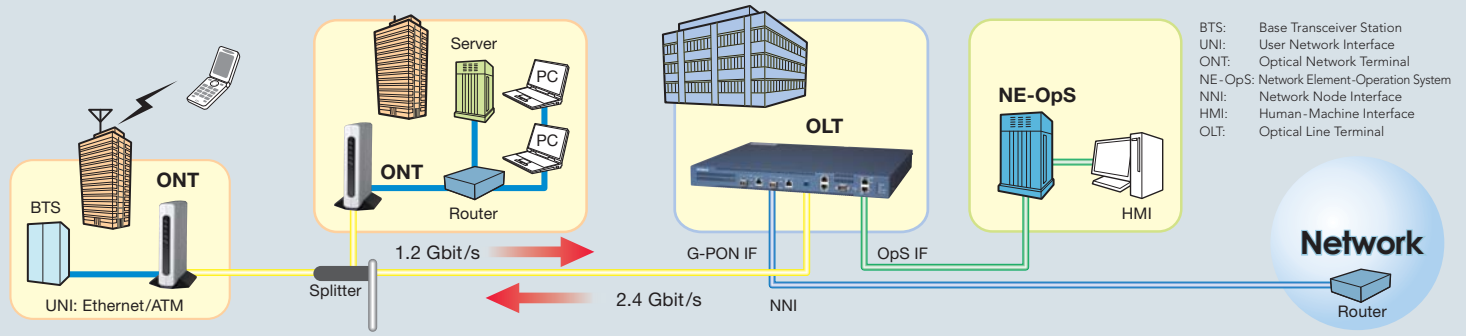 BTS: Base Transceiver Station
UNI: User Network Interface
ONT: Optical Network Terminal
NE-OpS: Network Element-Operation System
NNI: Network Node Interface
HMI: Human-Machine Interface
OLT: Optical Line Terminal
ONT
BTS
UNI: Ethernet/ATM
Server
PC
PC
ONT
Router
1.2 Gbit/s
Splitter
2.4 Gbit/s
OLT
G-PON IF
OpS IF
NNI
NE-OpS
HMI
Network
Router